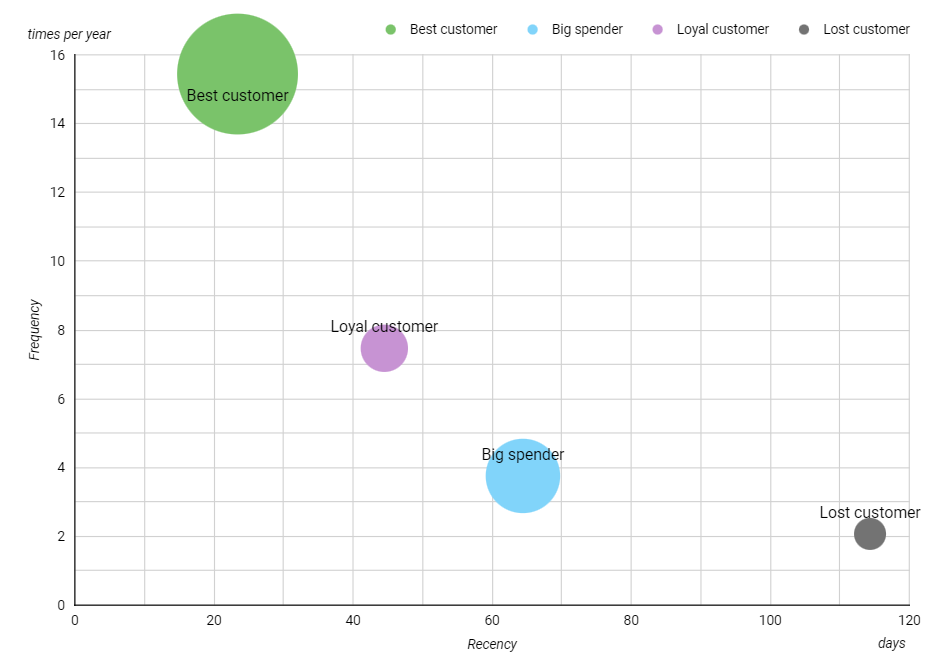 times per year
Best customer Big spender Loyal customer Lost customer
16
Best customer
14
12
10
Frequency
Loyal customer
8
6
Big spender
4
Lost customer
2
0
0 20 40 60 80 100 120
Recency
days